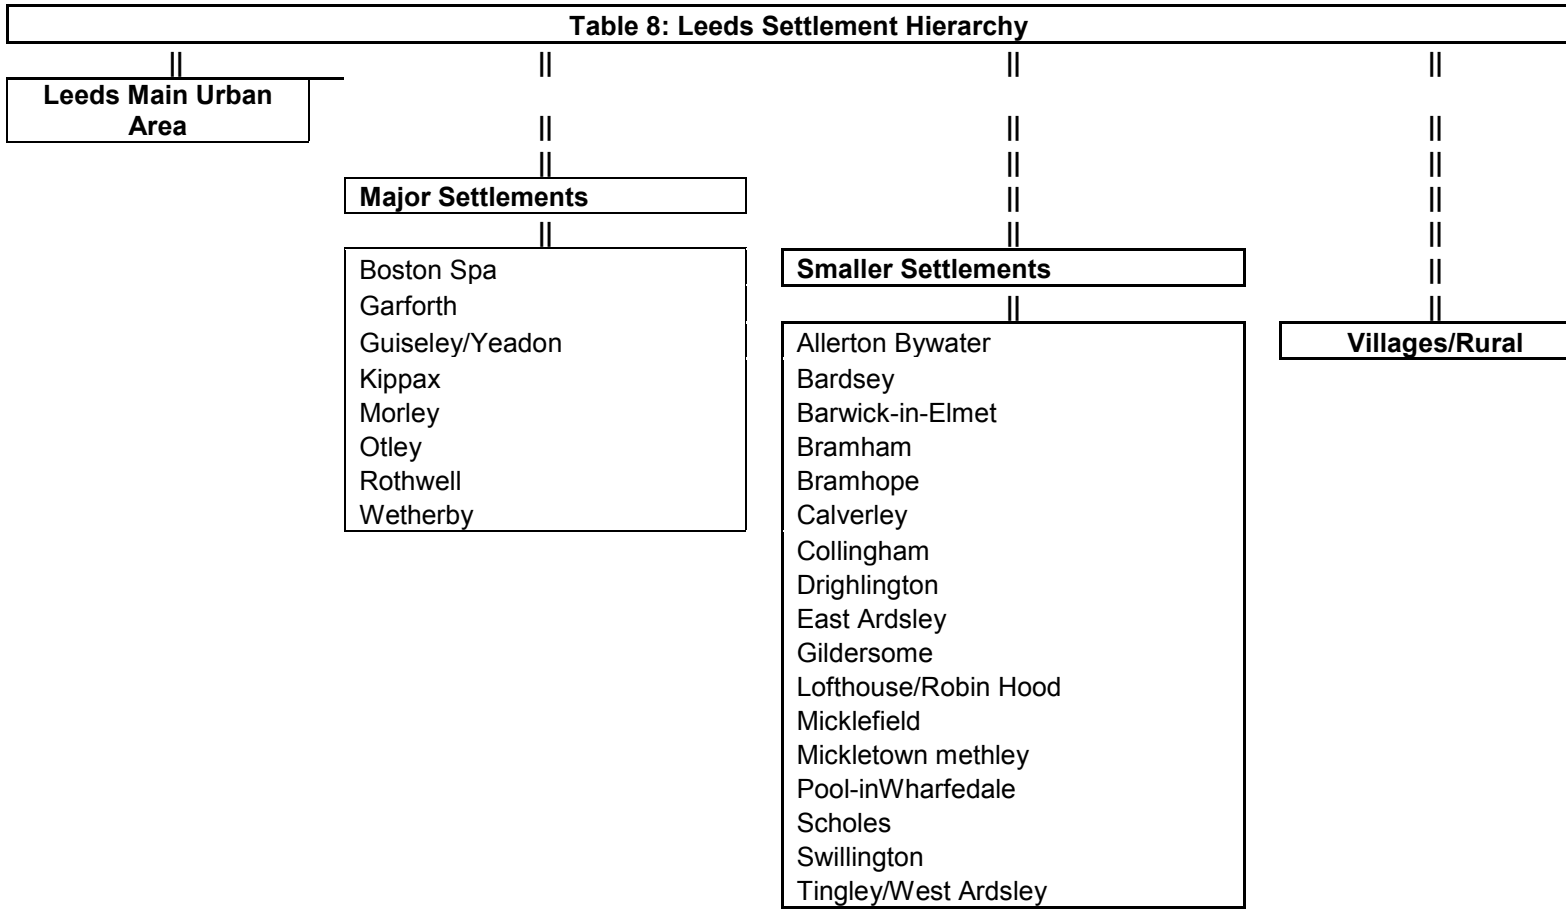 Table 8: Leeds Settlement Hierarchy
|| || || ||
Leeds Main Urban
Area
|| || ||
|| || ||
Major Settlements
|| ||
|| || ||
Boston Spa
Garforth
Guiseley/Yeadon
Kippax
Morley
Otley
Rothwell
Wetherby
Smaller Settlements
||
|| ||
Allerton Bywater
Bardsey
Barwick-in-Elmet
Bramham
Bramhope
Calverley
Collingham
Drighlington
East Ardsley
Gildersome
Lofthouse/Robin Hood
Micklefield
Mickletown methley
Pool-inWharfedale
Scholes
Swillington
Tingley/West Ardsley
Villages/Rural